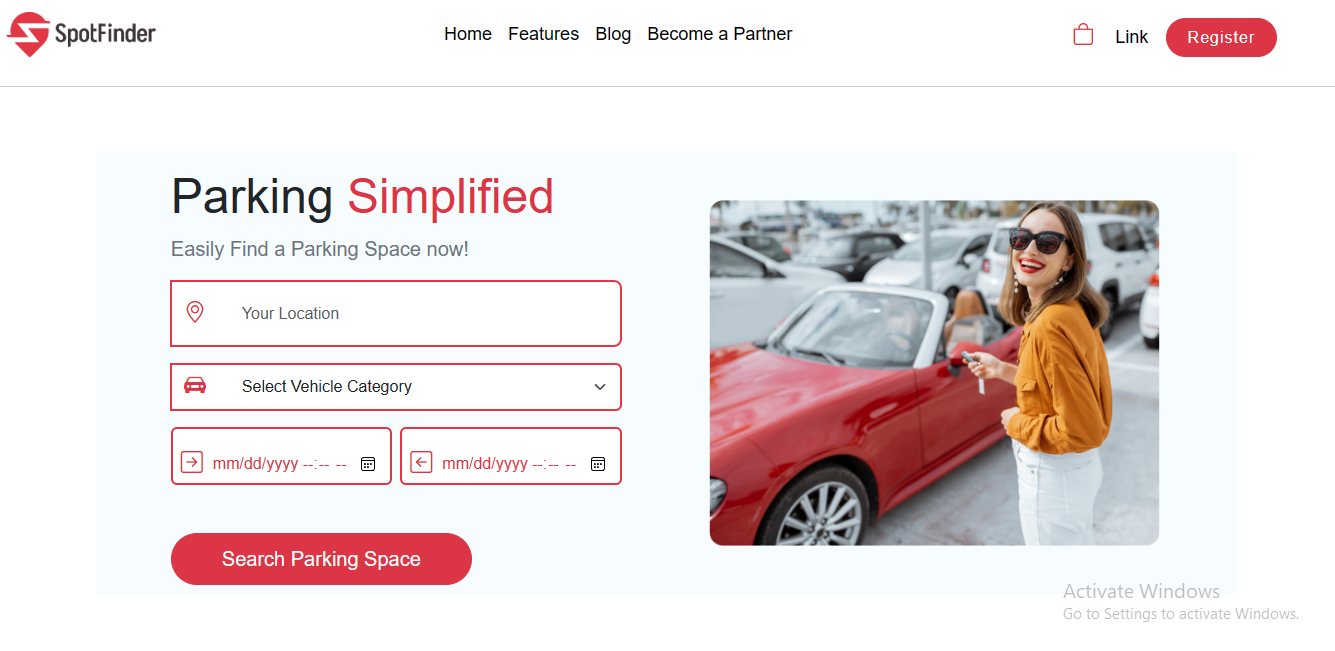 SpotFinder
Home Features Blog Become a Partner
Link Register
Parking Simplified
Easily Find a Parking Space now!
Your Location
Select Vehicle Category
mm/dd/yyyy --:-- -- mm/dd/yyyy --:-- --
Search Parking Space
Activate Windows
Go to Settings to activate Windows.